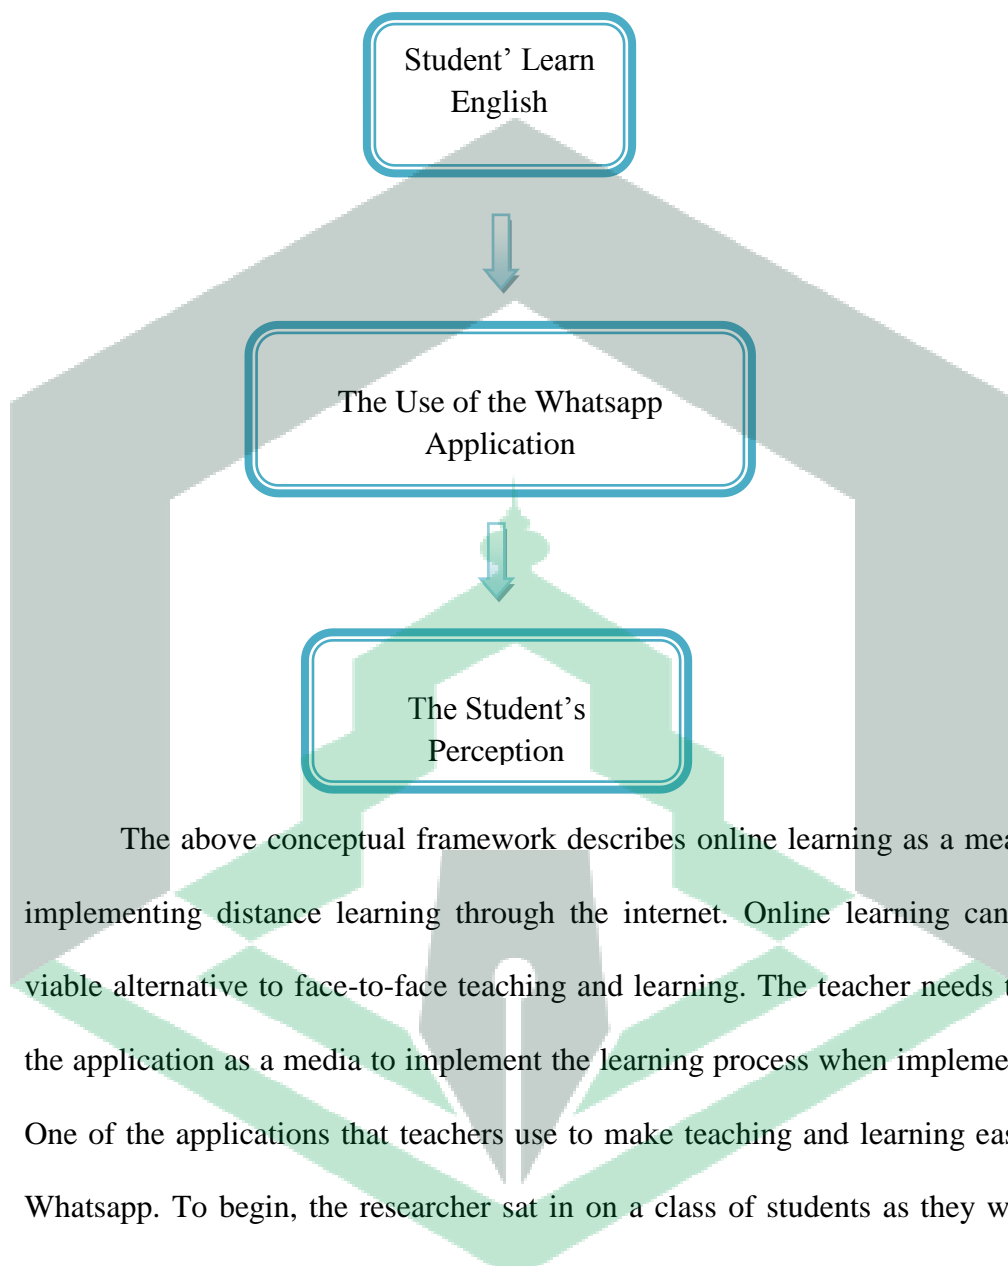 Student’ Learn
English
The Use of the Whatsapp
Application
The Student’s
Perception
The above conceptual framework describes online learning as a
implementing distance learning through the internet. Online learning can
viable alternative to face-to-face teaching and learning. The teacher needs
the application as a media to implement the learning process when
One of the applications that teachers use to make teaching and learning
Whatsapp. To begin, the researcher sat in on a class of students as they